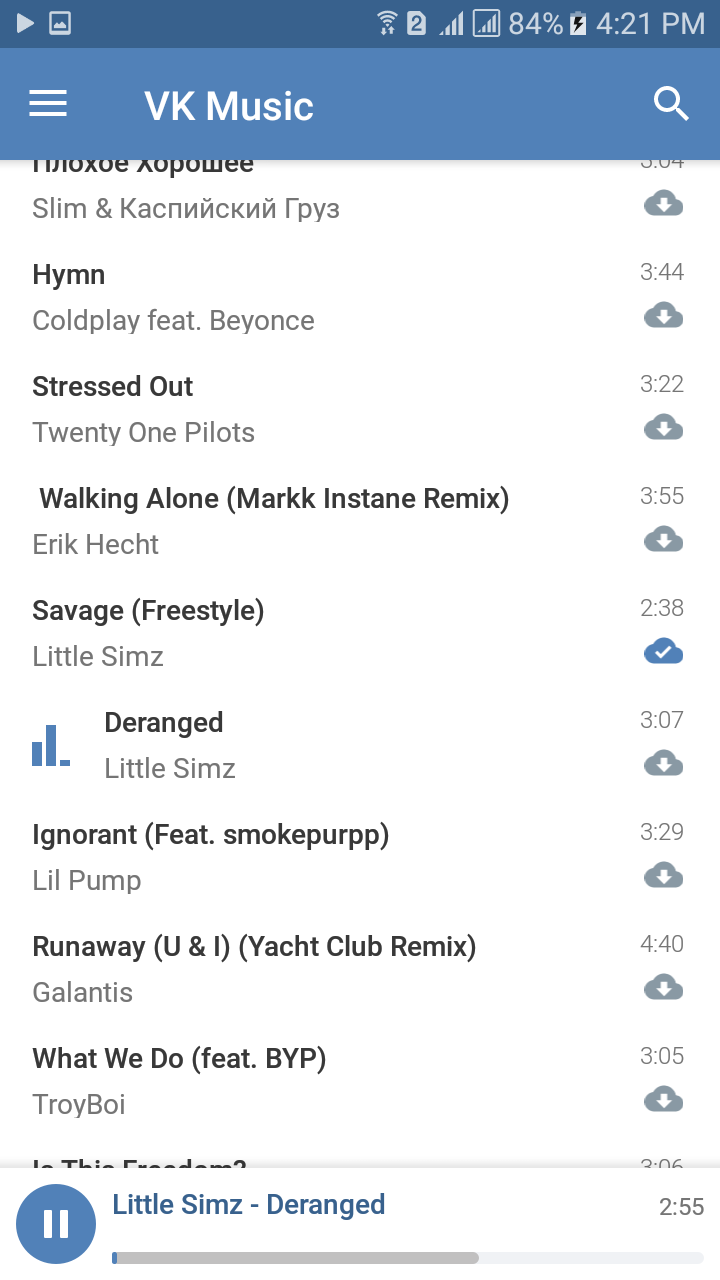 2 84% 4:21 PM
VK Music
Плохое Хорошее 3:04
Slim & Каспийский Груз
Hymn 3:44
Coldplay feat. Beyonce
Stressed Out 3:22
Twenty One Pilots
Walking Alone (Markk Instane Remix) 3:55
Erik Hecht
Savage (Freestyle) 2:38
Little Simz
Deranged 3:07
Little Simz
Ignorant (Feat. smokepurpp) 3:29
Lil Pump
Runaway (U & I) (Yacht Club Remix) 4:40
Galantis
What We Do (feat. BYP) 3:05
TroyBoi
Is This Freedom? 3:06
Little Simz - Deranged 2:55